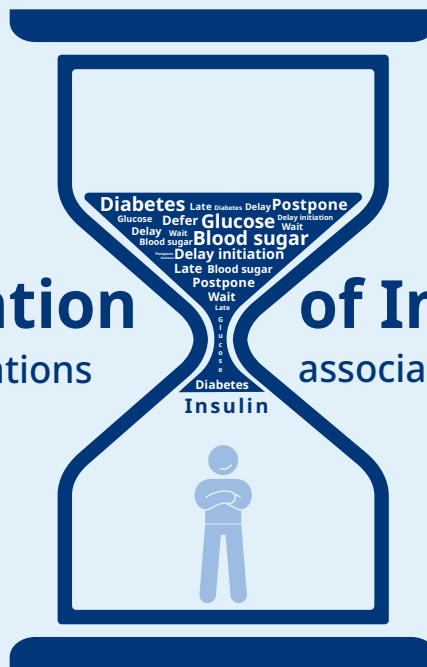 Diabetes Late Diabetes Delay Postpone
Glucose Defer Glucose Delay initiation
Delay Wait Wait
Blood sugar Blood sugar
Postpone Delay initiation
Late Blood sugar
Postpone
Wait
Late
Glucose
ation of In
ations associa
Diabetes
Insulin